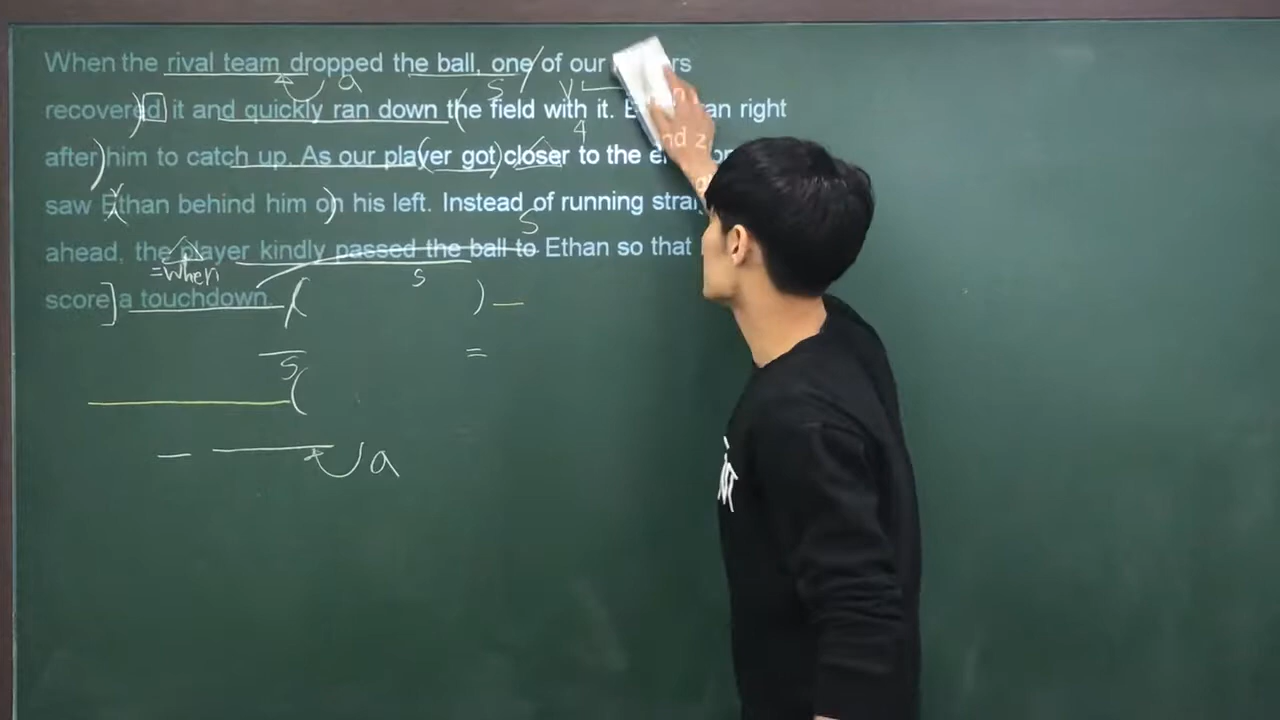 When the rival team dropped the ball, one of our
recovered it and quickly ran down the field with it. right
after him to catch up. As our player got closer to the
saw Ethan behind him on his left. Instead of running
ahead, the player kindly passed the ball to Ethan so that
score a touchdown.
a
S
V
4
S
=when
S
S
=
a